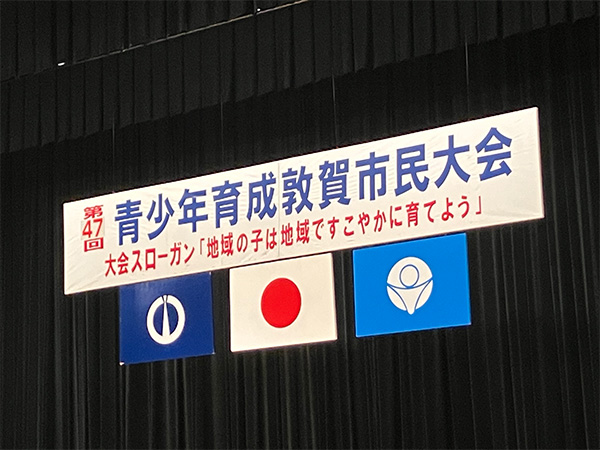 第47回
青少年育成敦賀市民大会
大会スローガン「地域の子は地域ですこやかに育てよう」